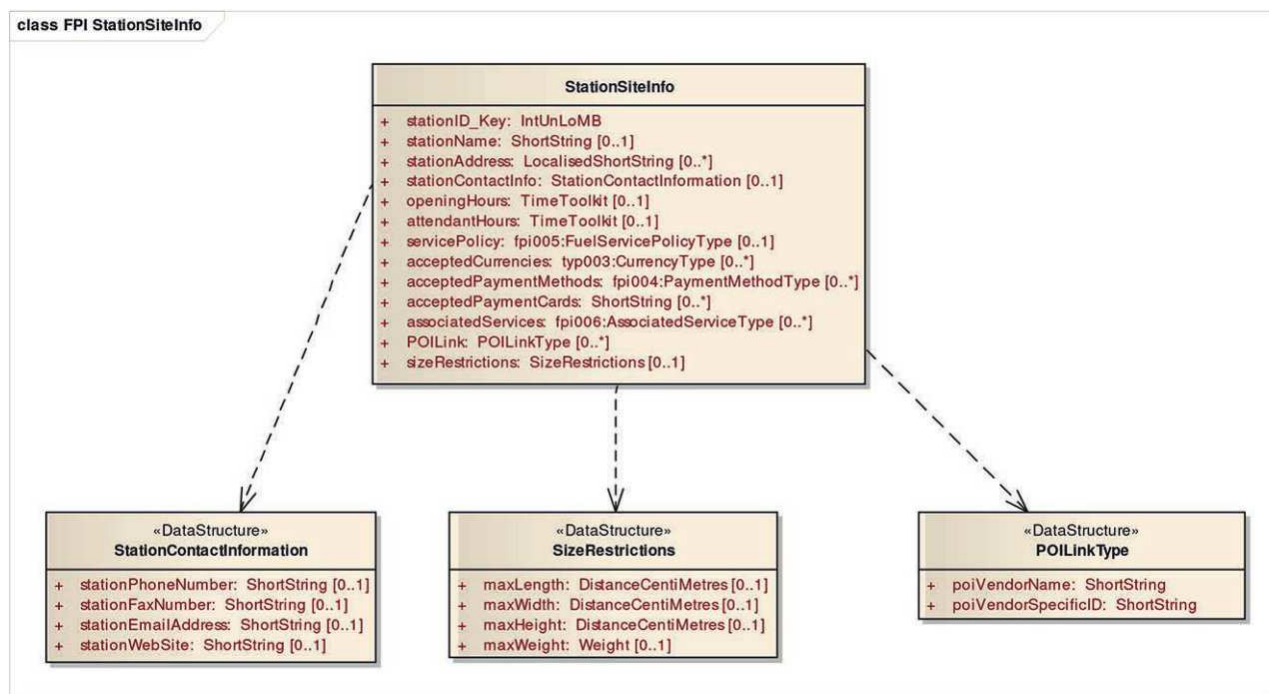 class FPI StationSiteInfo
StationSiteInfo
+ stationID_Key: IntUnLoMB
+ stationName: ShortString [0..1]
+ stationAddress: LocalisedShortString [0..*]
+ stationContactInfo: StationContactInformation [0..1]
+ openingHours: TimeToolkit [0..1]
+ attendantHours: TimeToolkit [0..1]
+ servicePolicy: fpi005:FuelServicePolicyType [0..1]
+ acceptedCurrencies: typ003:CurrencyType [0..*]
+ acceptedPaymentMethods: fpi004:PaymentMethodType [0..*]
+ acceptedPaymentCards: ShortString [0..*]
+ associatedServices: fpi006:AssociatedServiceType [0..*]
+ POILink: POILinkType [0..*]
+ sizeRestrictions: SizeRestrictions [0..1]
«DataStructure»
StationContactInformation
+ stationPhoneNumber: ShortString [0..1]
+ stationFaxNumber: ShortString [0..1]
+ stationEmailAddress: ShortString [0..1]
+ stationWebSite: ShortString [0..1]
«DataStructure»
SizeRestrictions
+ maxLength: DistanceCentiMetres [0..1]
+ maxWidth: DistanceCentiMetres [0..1]
+ maxHeight: DistanceCentiMetres [0..1]
+ maxWeight: Weight [0..1]
«DataStructure»
POILinkType
+ poiVendorName: ShortString
+ poiVendorSpecificID: ShortString